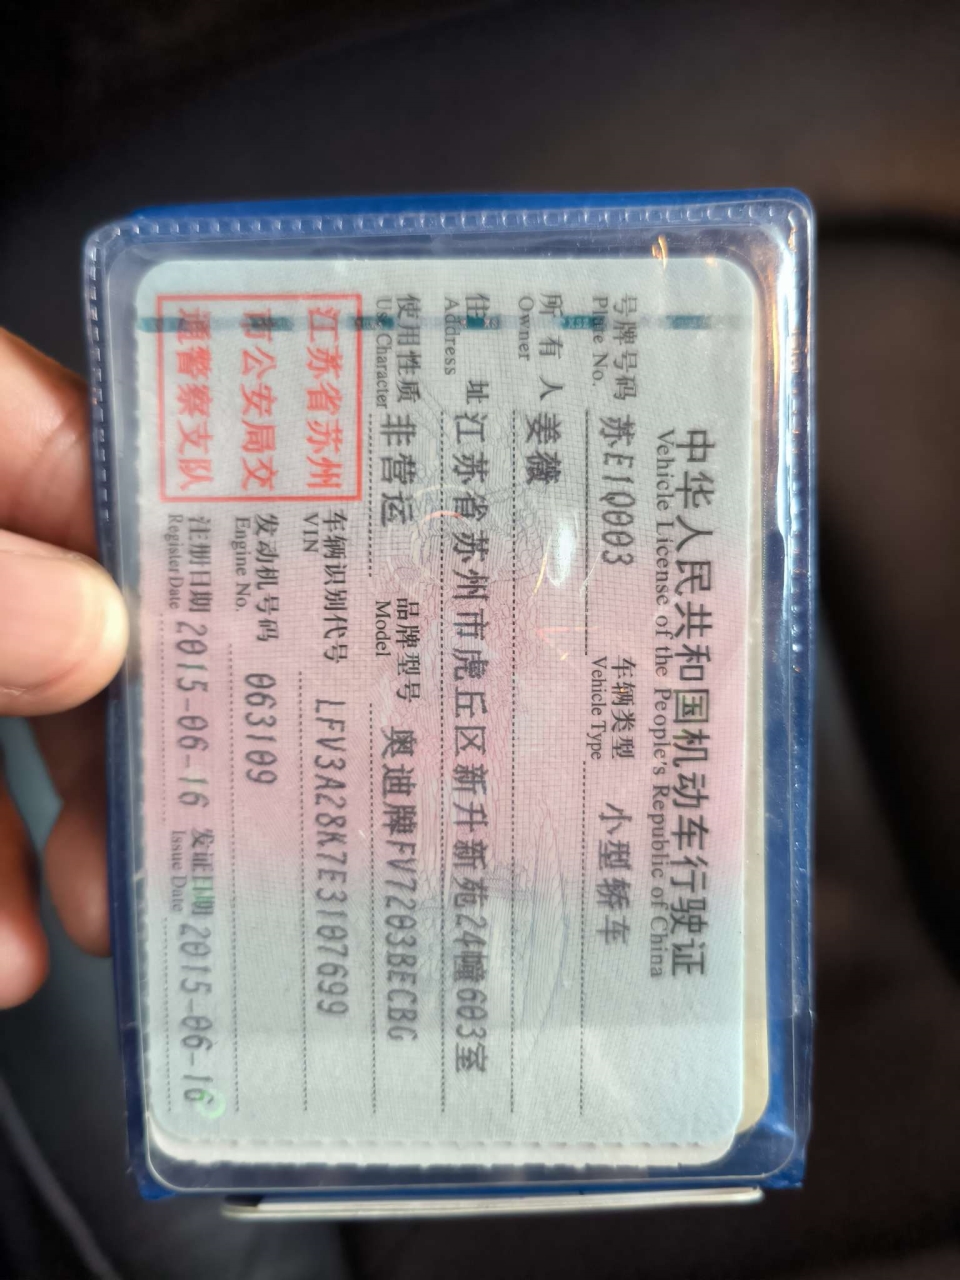 中华人民共和国机动车行驶证
Vehicle License of the People's Republic of China
号牌号码 苏E1Q003 车辆类型 小型轿车
Plate No. Vehicle Type
所有人 姜薇
Owner
住址 江苏省苏州市虎丘区新升新苑24幢603室
Address
使用性质 非营运 品牌型号 奥迪牌FV7203BECBG
Use Character Model
江苏省苏州
市公安局交
通警察支队
车辆识别代号 LFV3A28K7E3107699
VIN
发动机号码 063109
Engine No.
注册日期 2015-06-16 发证日期 2015-06-16
Register Date Issue Date